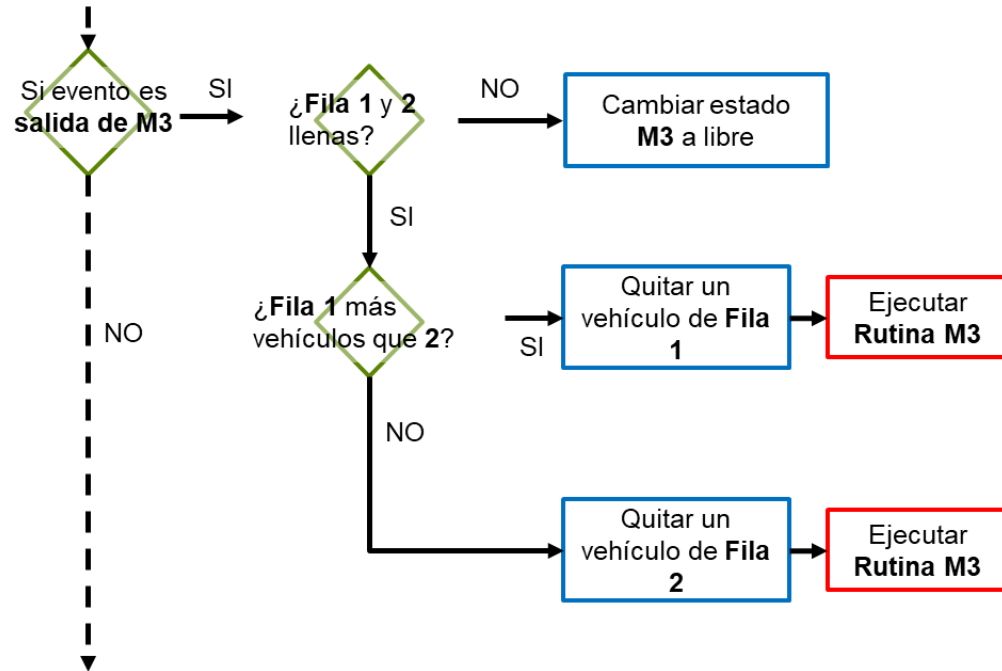 Si evento es
salida de M3
SI
¿Fila 1 y 2
llenas?
NO
Cambiar estado
M3 a libre
SI
¿Fila 1 más
vehículos que 2?
SI
Quitar un
vehículo de Fila
1
Ejecutar
Rutina M3
NO
NO
Quitar un
vehículo de Fila
2
Ejecutar
Rutina M3